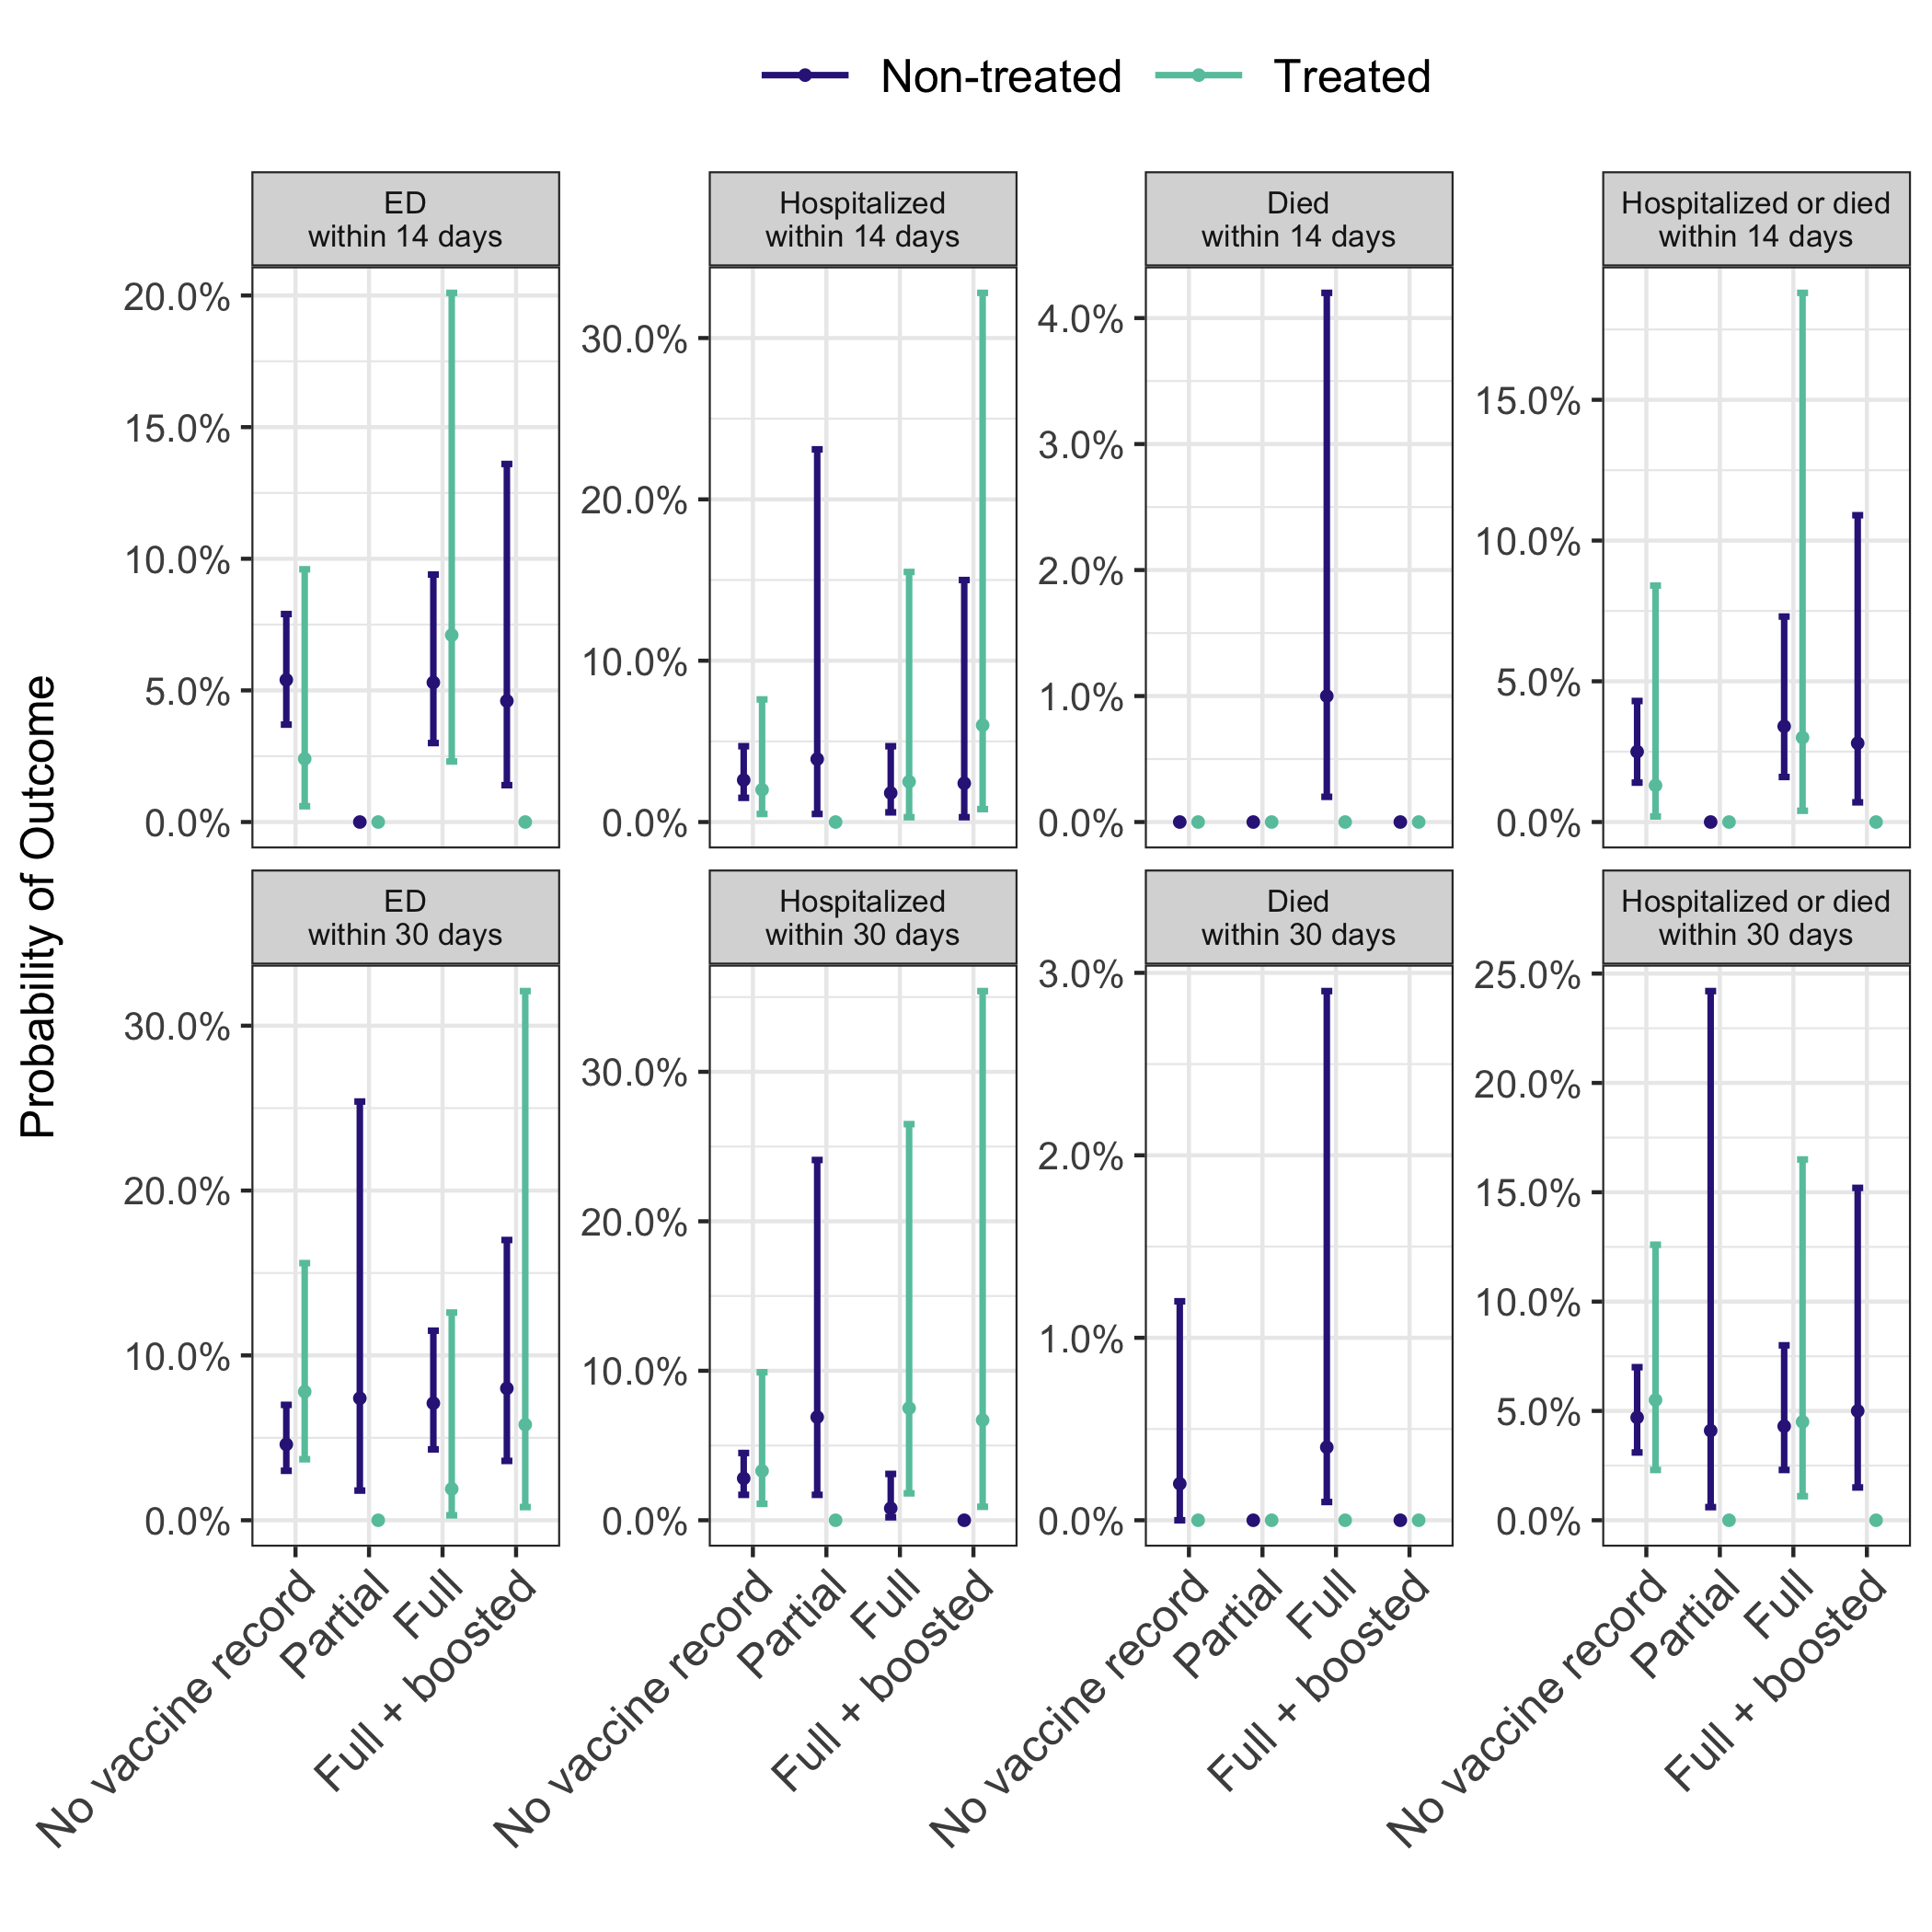 Non-treated Treated
Probability of Outcome
ED
within 14 days
Hospitalized
within 14 days
Died
within 14 days
Hospitalized or died
within 14 days
20.0%
15.0%
10.0%
5.0%
0.0%
30.0%
20.0%
10.0%
0.0%
4.0%
3.0%
2.0%
1.0%
0.0%
15.0%
10.0%
5.0%
0.0%
ED
within 30 days
Hospitalized
within 30 days
Died
within 30 days
Hospitalized or died
within 30 days
30.0%
20.0%
10.0%
0.0%
30.0%
20.0%
10.0%
0.0%
3.0%
2.0%
1.0%
0.0%
25.0%
20.0%
15.0%
10.0%
5.0%
0.0%
No vaccine record
Partial
Full
Full + boosted
No vaccine record
Partial
Full
Full + boosted
No vaccine record
Partial
Full
Full + boosted
No vaccine record
Partial
Full
Full + boosted